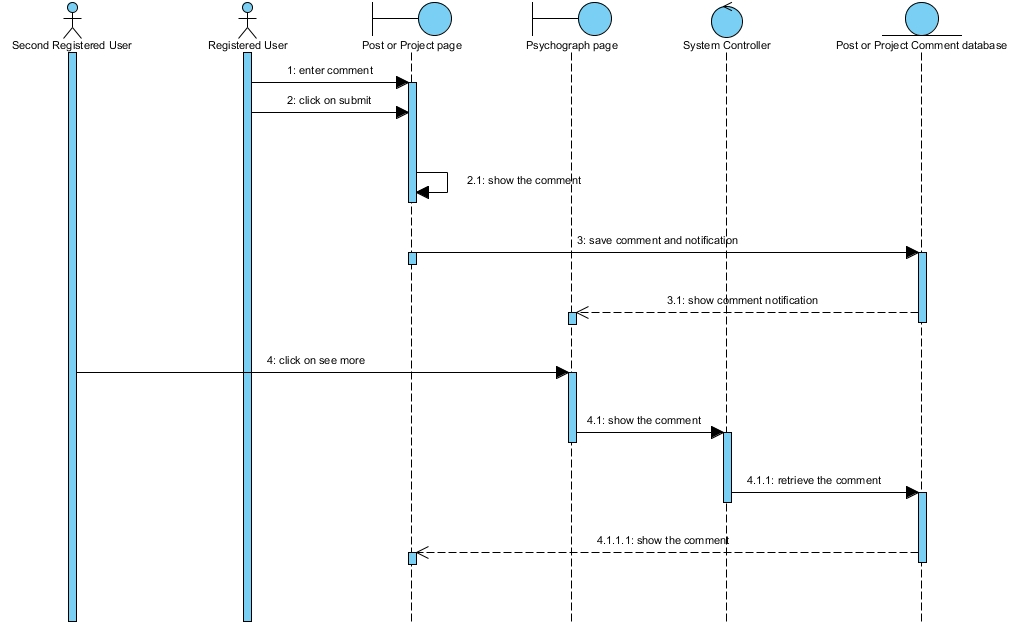 Second Registered User
Registered User
Post or Project page
Psychograph page
System Controller
Post or Project Comment database
1: enter comment
2: click on submit
2.1: show the comment
3: save comment and notification
3.1: show comment notification
4: click on see more
4.1: show the comment
4.1.1: retrieve the comment
4.1.1.1: show the comment